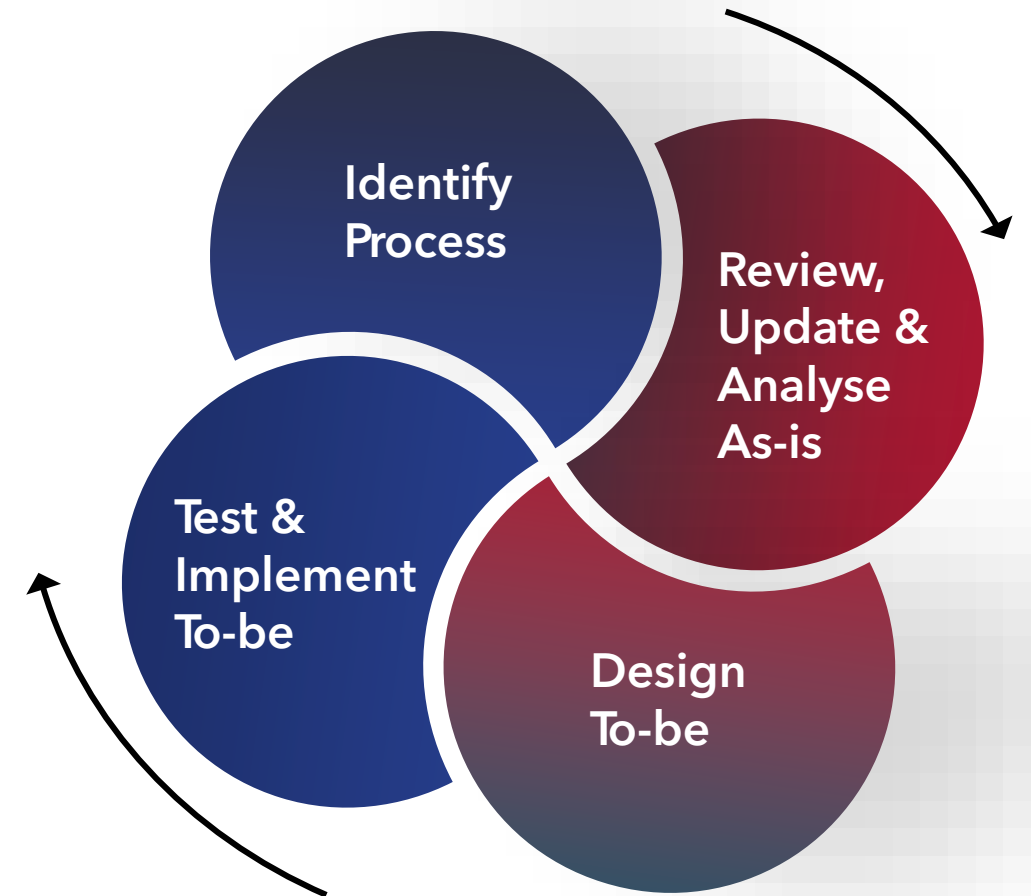 Identify
Process
Review,
Update &
Analyse
As-is
Design
To-be
Test &
Implement
To-be